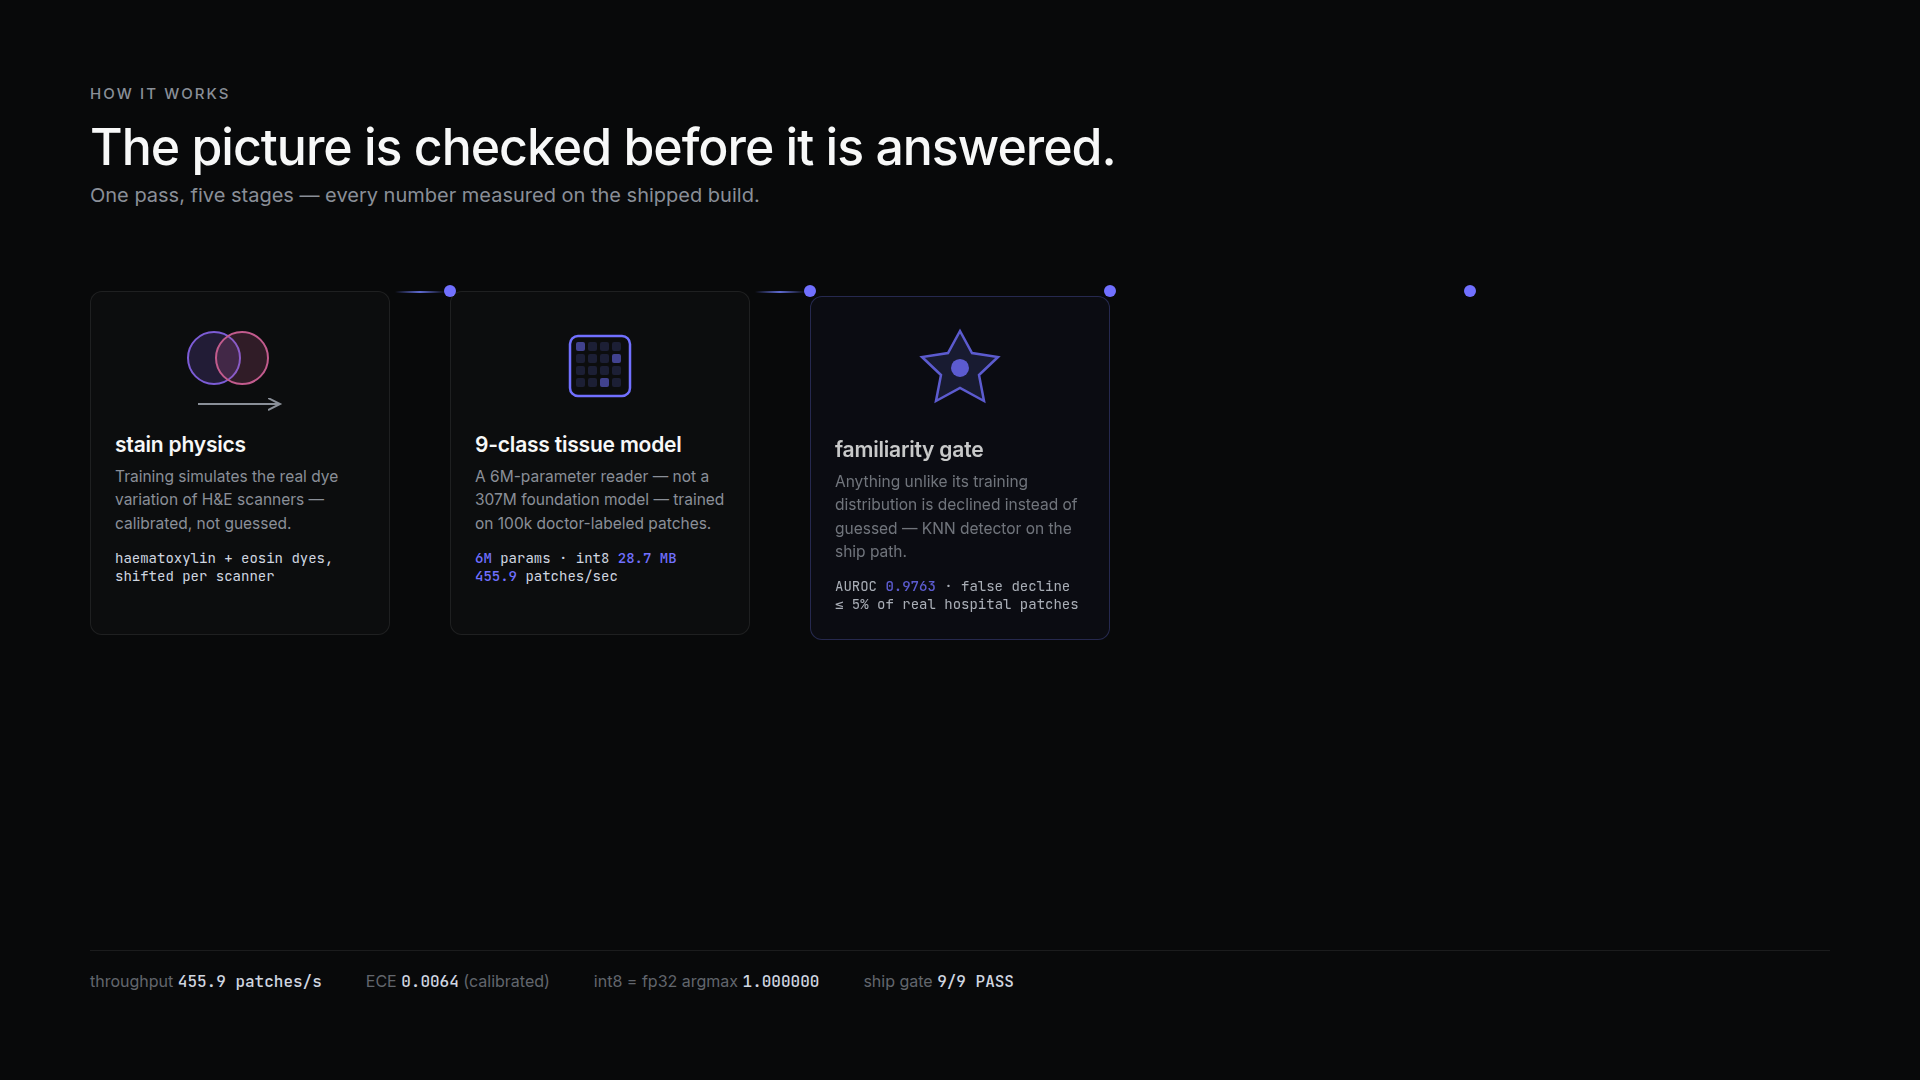 HOW IT WORKS
The picture is checked before it is answered.
One pass, five stages — every number measured on the shipped build.
stain physics
Training simulates the real dye
variation of H&E scanners —
calibrated, not guessed.
haematoxylin + eosin dyes,
shifted per scanner
9-class tissue model
A 6M-parameter reader — not a
307M foundation model — trained
on 100k doctor-labeled patches.
6M params · int8 28.7 MB
455.9 patches/sec
familiarity gate
Anything unlike its training
distribution is declined instead of
guessed — KNN detector on the
ship path.
AUROC 0.9763 · false decline
≤ 5% of real hospital patches
throughput 455.9 patches/s ECE 0.0064 (calibrated) int8 = fp32 argmax 1.000000 ship gate 9/9 PASS